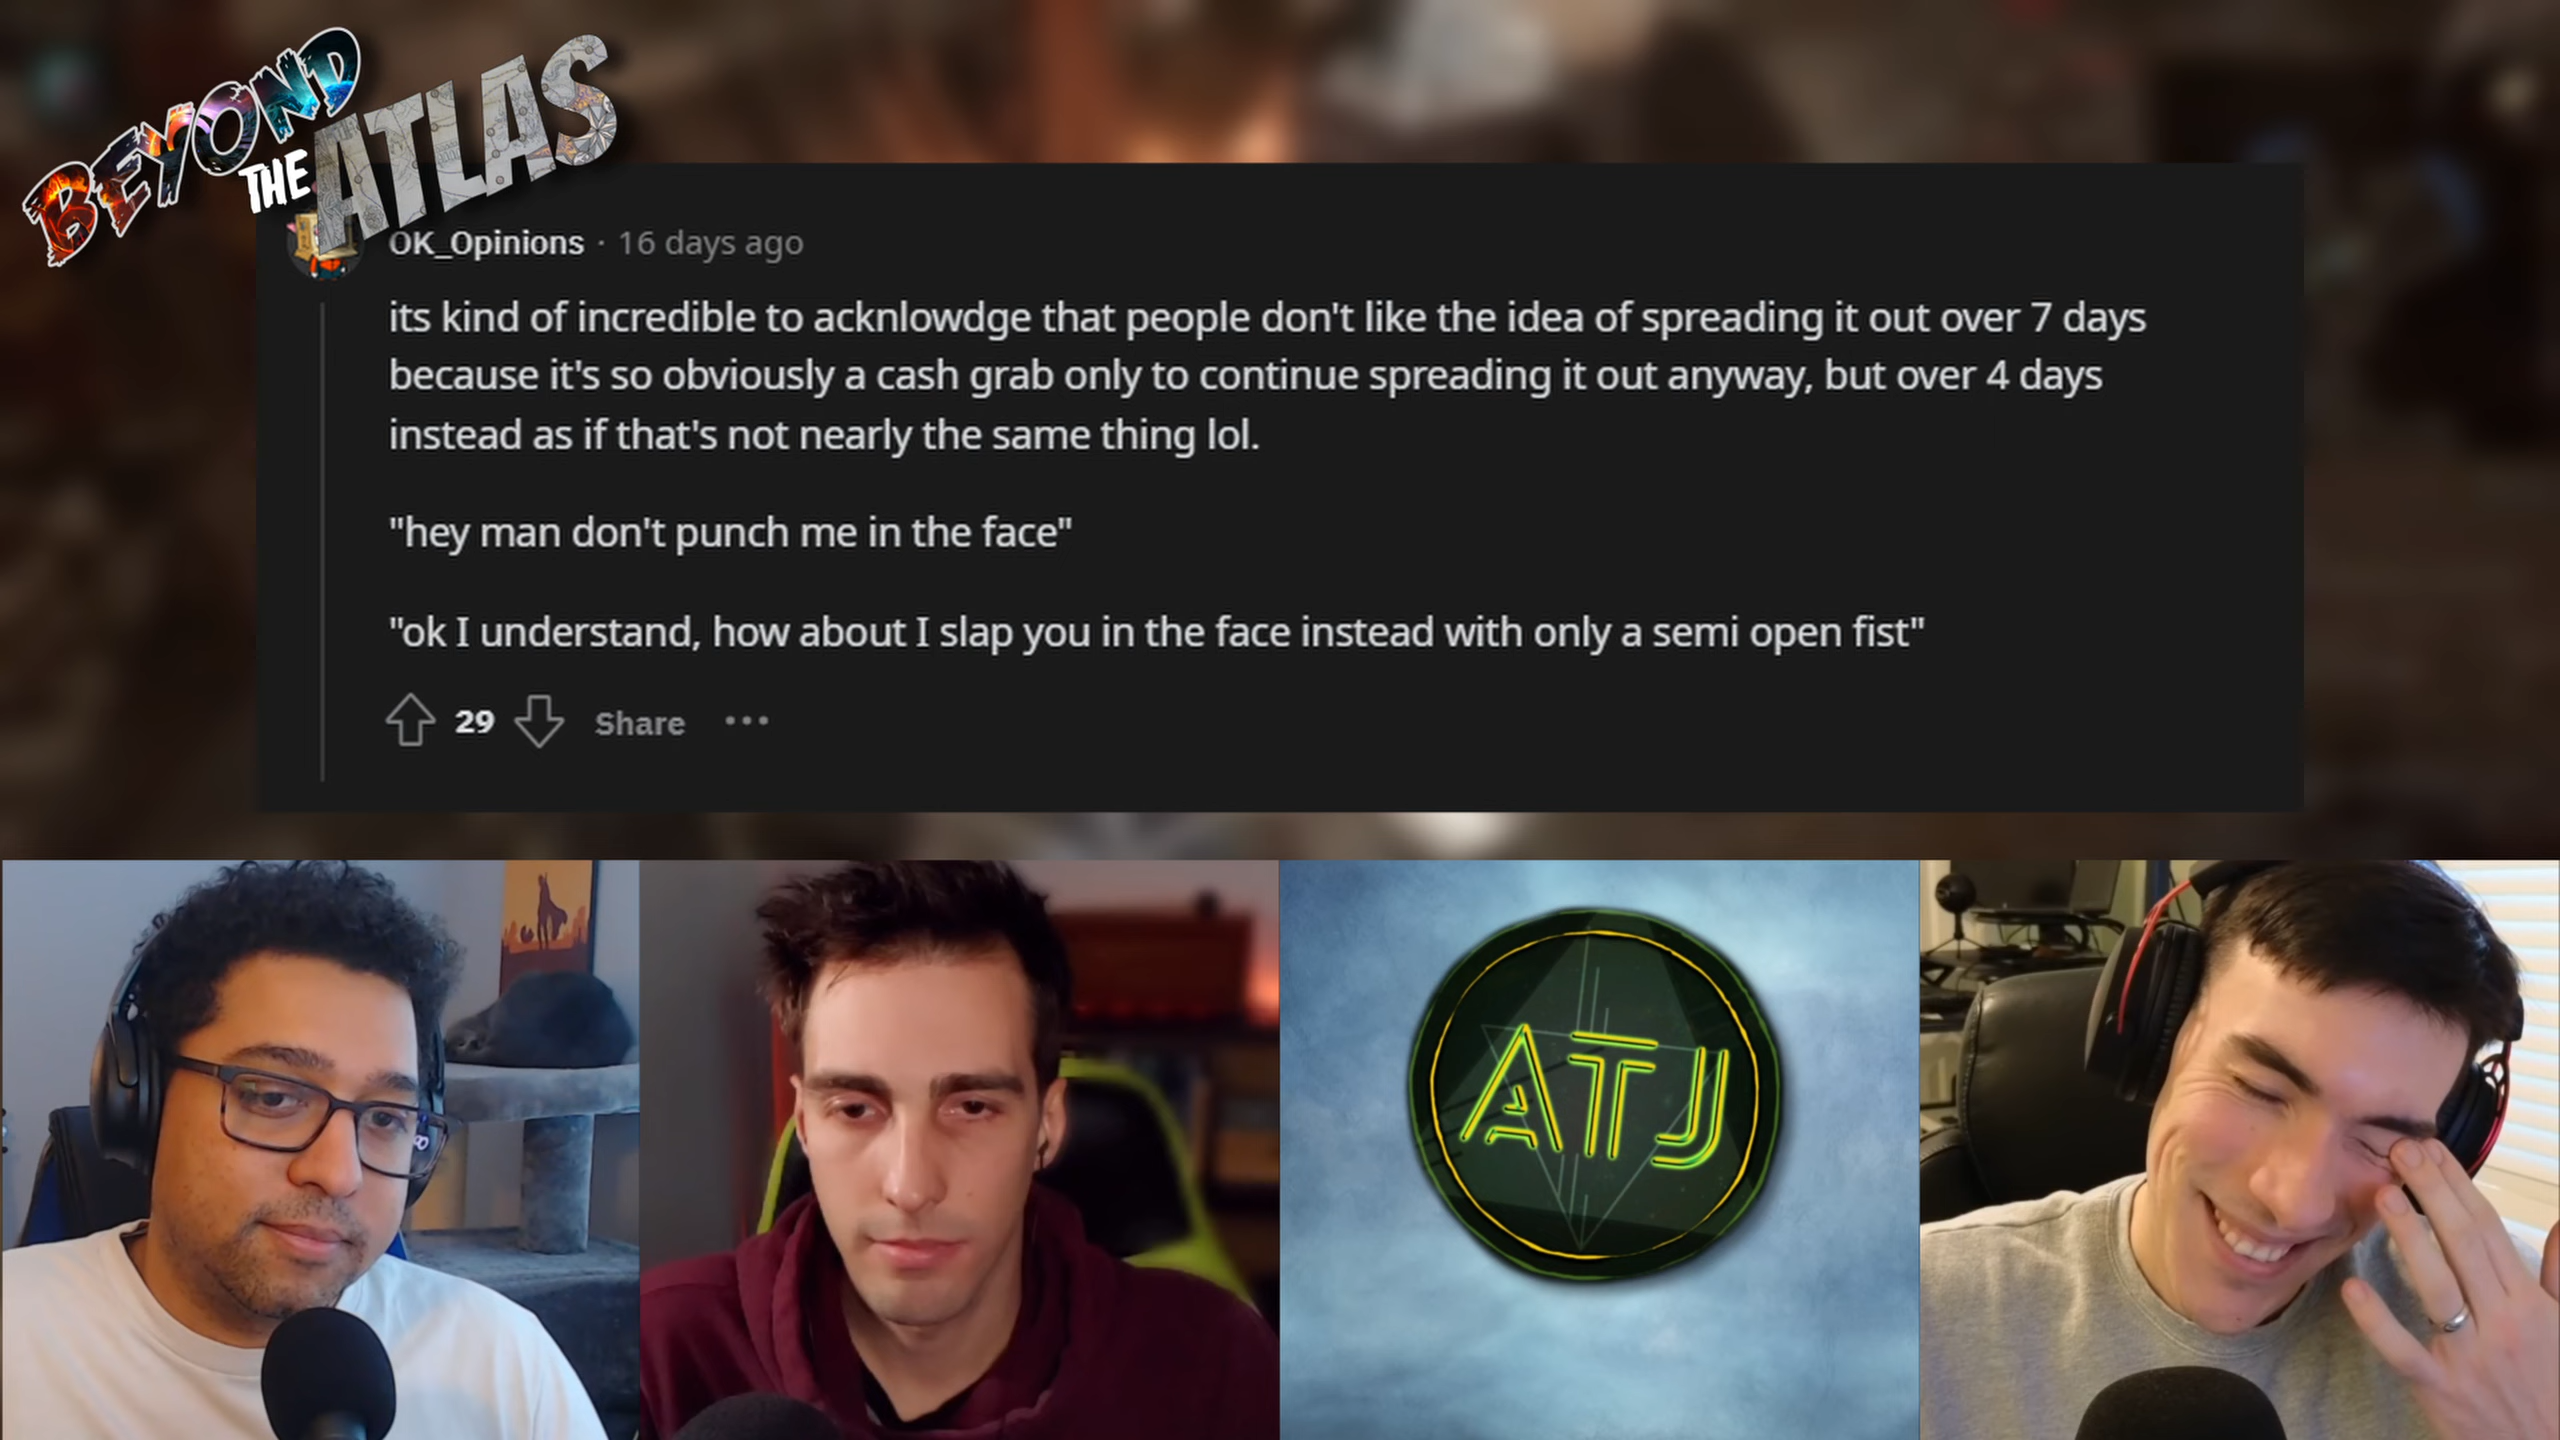 BEYOND
THE ATLAS
OK_Opinions · 16 days ago
its kind of incredible to acknlowdge that people don't like the idea of spreading it out over 7 days
because it's so obviously a cash grab only to continue spreading it out anyway, but over 4 days
instead as if that's not nearly the same thing lol.
"hey man don't punch me in the face"
"ok I understand, how about I slap you in the face instead with only a semi open fist"
29 Share ...
ATJ